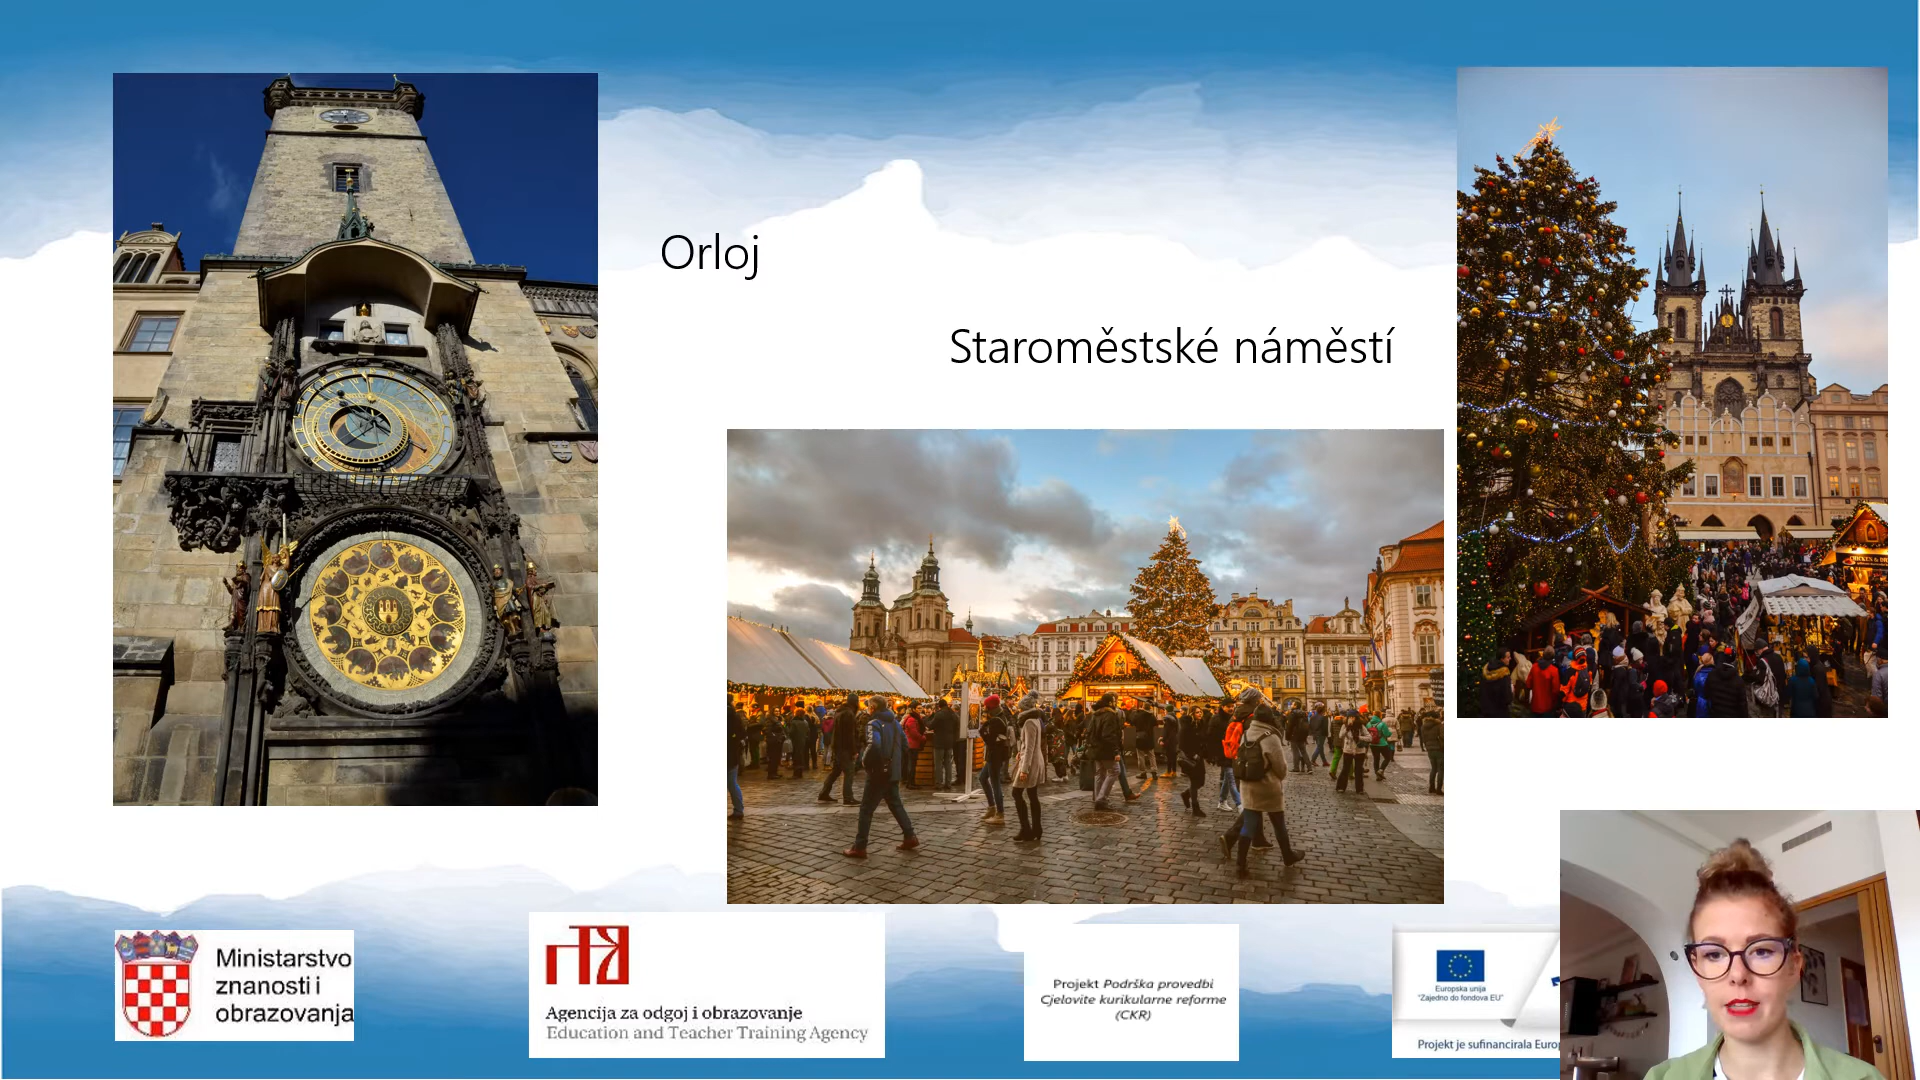 Orloj
Staroměstské náměstí
Ministarstvo
znanosti i
obrazovanja
Agencija za odgoj i obrazovanje
Education and Teacher Training Agency
Projekt Podrška provedbi
Cjelovite kurikularne reforme
(CKR)
Europska unija
"Zajedno do fondova EU"
Projekt je sufinancirala